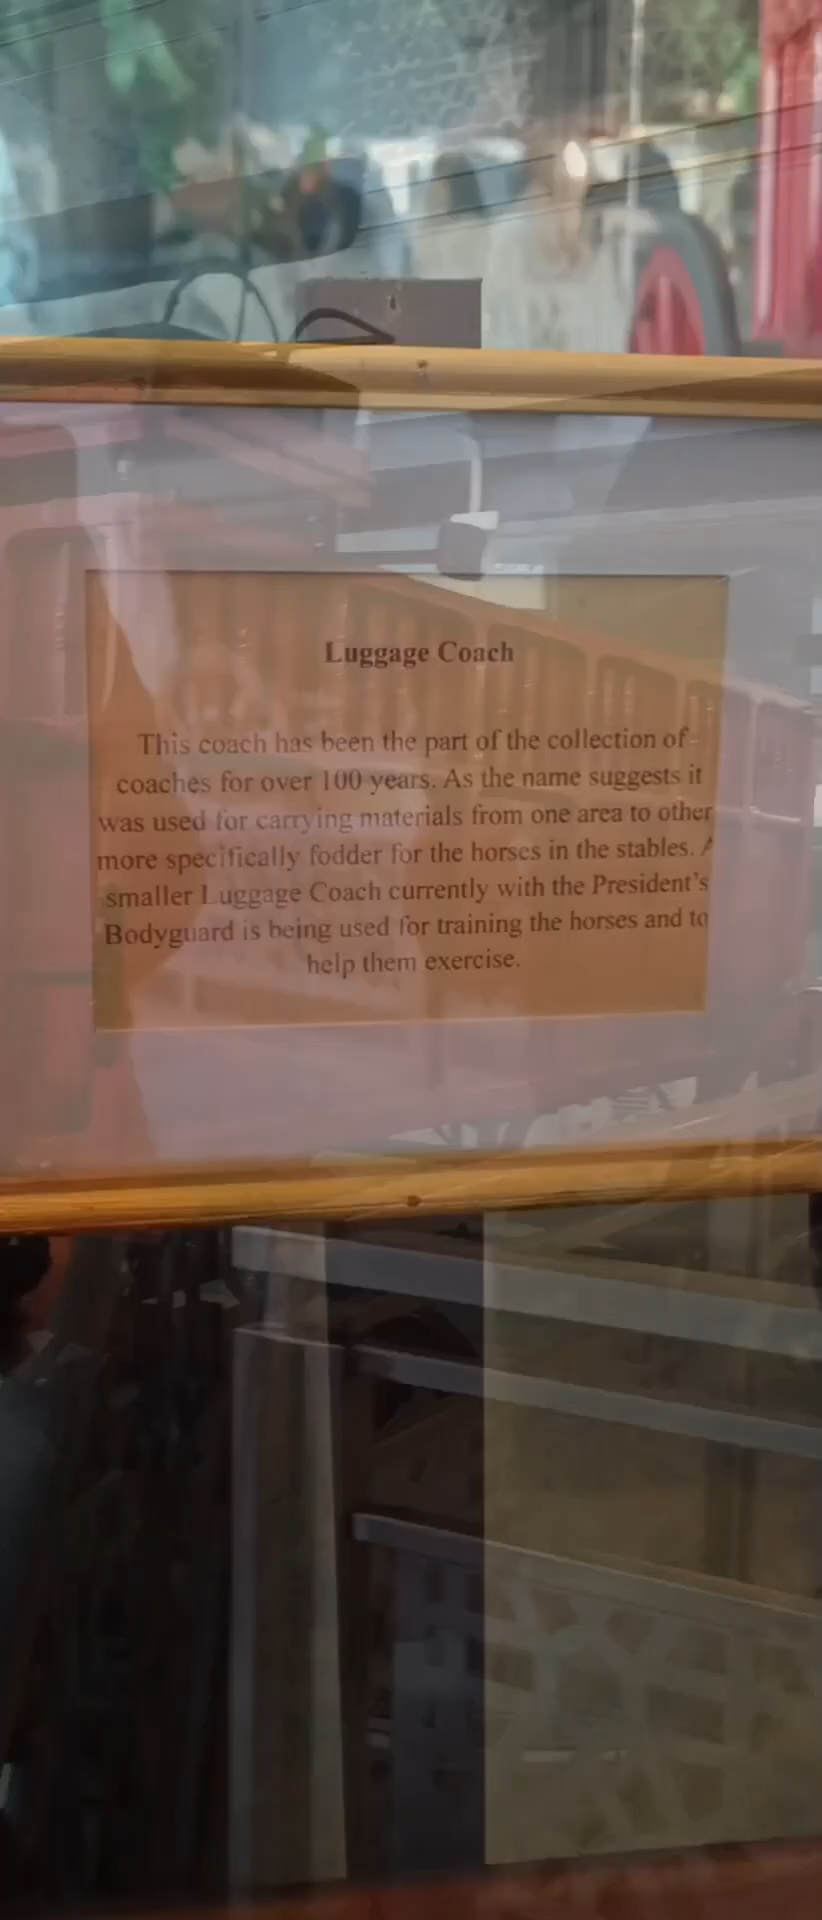 Luggage Coach
This coach has been the part of the collection of
coaches for over 100 years. As the name suggests it
was used for carrying materials from one area to other
more specifically fodder for the horses in the stables. A
smaller Luggage Coach currently with the President's
Bodyguard is being used for training the horses and to
help them exercise.